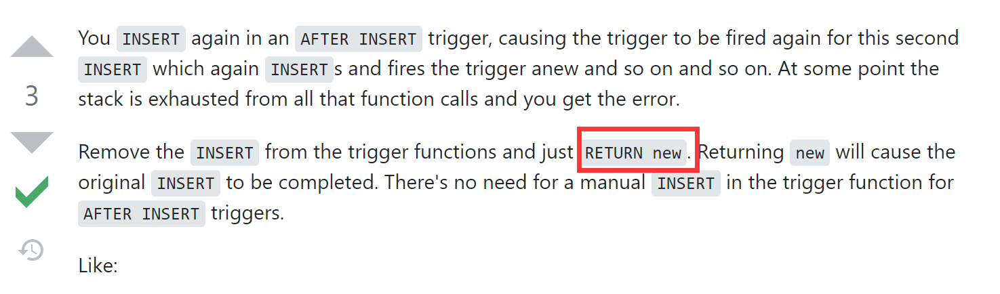 You INSERT again in an AFTER INSERT trigger, causing the trigger to be fired again for this second
INSERT which again INSERTs and fires the trigger anew and so on and so on. At some point the
3
stack is exhausted from all that function calls and you get the error.
Remove the INSERT from the trigger functions and just RETURN new. Returning new will cause the
original INSERT to be completed. There's no need for a manual INSERT in the trigger function for
AFTER INSERT triggers.
Like: